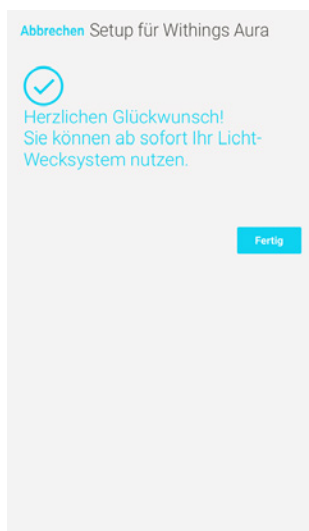 Abbrechen Setup für Withings Aura
Herzlichen Glückwunsch!
Sie können ab sofort Ihr Licht-
Wecksystem nutzen.
Fertig